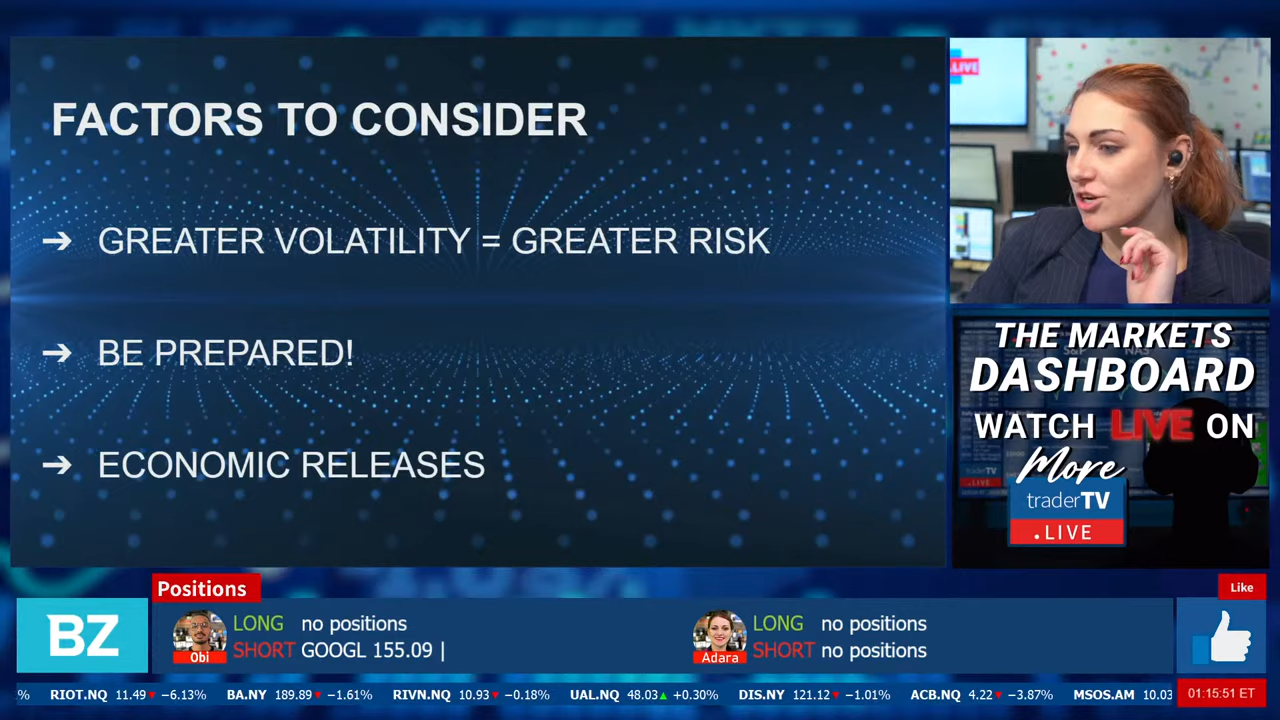 FACTORS TO CONSIDER
➔ GREATER VOLATILITY = GREATER RISK
➔ BE PREPARED!
➔ ECONOMIC RELEASES
.LIVE
THE MARKETS
DASHBOARD
WATCH LIVE ON
More
traderTV
.LIVE
Positions
Like
BZ
Obi
LONG no positions
SHORT GOOGL 155.09 |
Adara
LONG no positions
SHORT no positions
% RIOT.NQ 11.49▼ −6.13% BA.NY 189.89▼ −1.61% RIVN.NQ 10.93▼ −0.18% UAL.NQ 48.03▲ +0.30% DIS.NY 121.12▼ −1.01% ACB.NQ 4.22▼ −3.87% MSOS.AM 10.03
01:15:51 ET